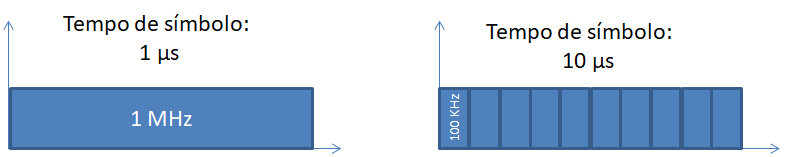 Tempo de símbolo:
1 µs
1 MHz
Tempo de símbolo:
10 µs
100 KHz